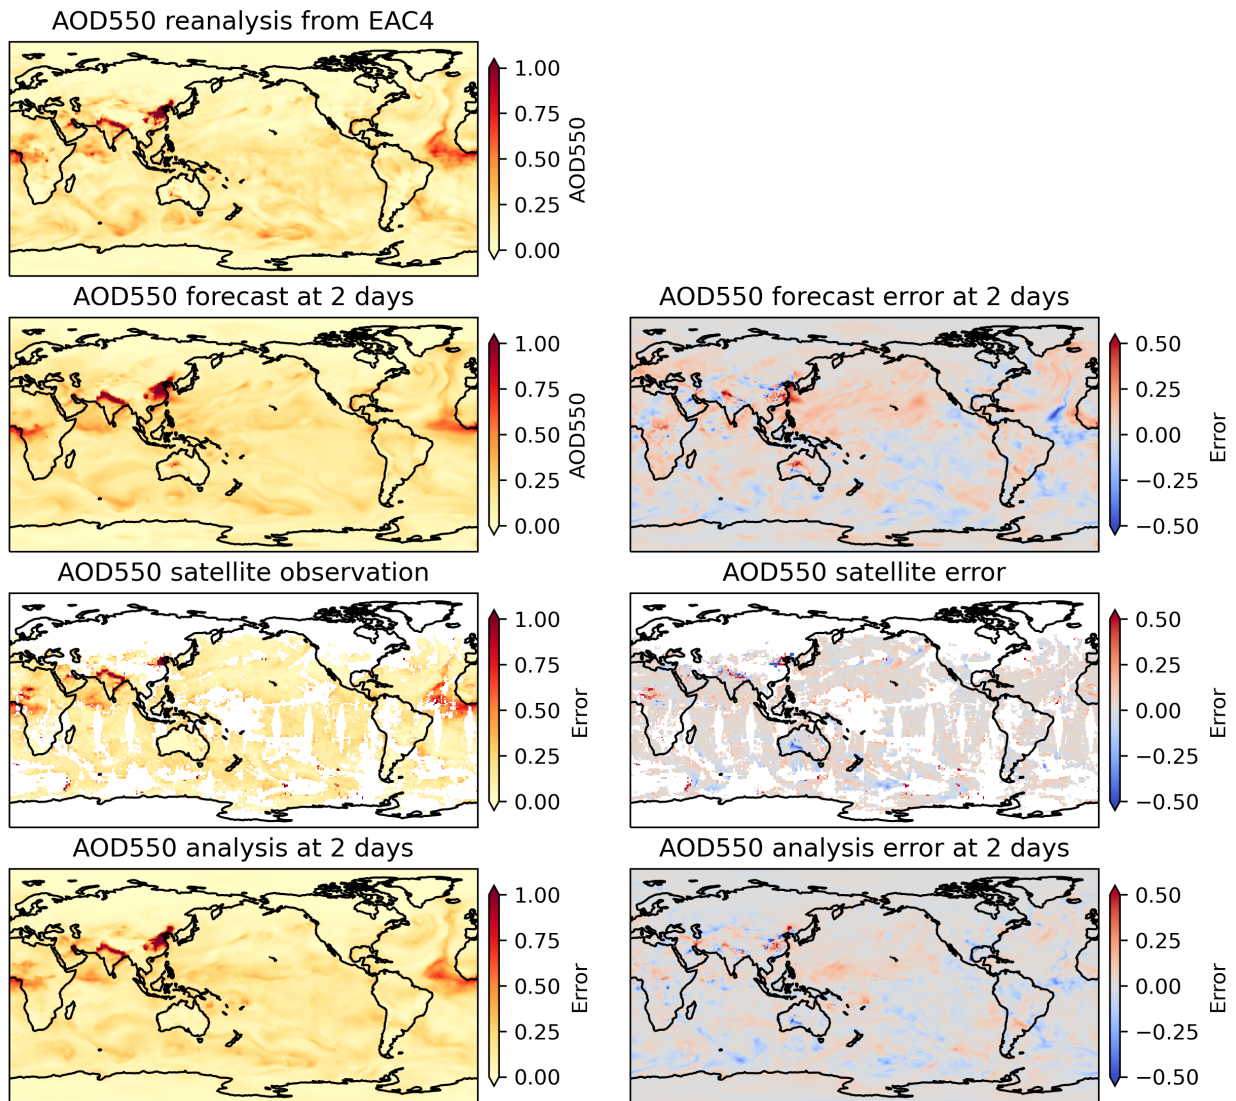 AOD550 reanalysis from EAC4
1.00
0.75
0.50
0.25
0.00
AOD550
AOD550 forecast at 2 days
1.00
0.75
0.50
0.25
0.00
AOD550
AOD550 forecast error at 2 days
0.50
0.25
0.00
−0.25
−0.50
Error
AOD550 satellite observation
1.00
0.75
0.50
0.25
0.00
Error
AOD550 satellite error
0.50
0.25
0.00
−0.25
−0.50
Error
AOD550 analysis at 2 days
1.00
0.75
0.50
0.25
0.00
Error
AOD550 analysis error at 2 days
0.50
0.25
0.00
−0.25
−0.50
Error